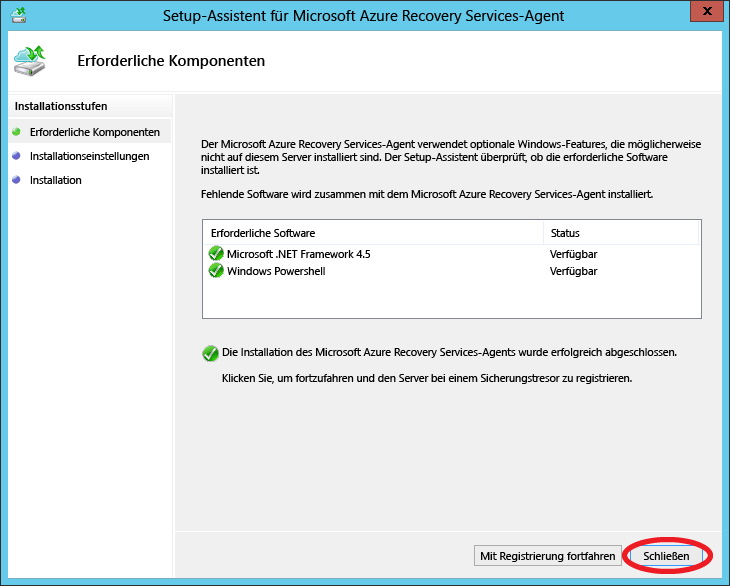 Setup-Assistent für Microsoft Azure Recovery Services-Agent
x
Erforderliche Komponenten
Installationsstufen
Erforderliche Komponenten
Installationseinstellungen
Installation
Der Microsoft Azure Recovery Services-Agent verwendet optionale Windows-Features, die möglicherweise
nicht auf diesem Server installiert sind. Der Setup-Assistent überprüft, ob die erforderliche Software
installiert ist.
Fehlende Software wird zusammen mit dem Microsoft Azure Recovery Services-Agent installiert.
Erforderliche Software Status
Microsoft .NET Framework 4.5 Verfügbar
Windows Powershell Verfügbar
Die Installation des Microsoft Azure Recovery Services-Agents wurde erfolgreich abgeschlossen.
Klicken Sie, um fortzufahren und den Server bei einem Sicherungstresor zu registrieren.
Mit Registrierung fortfahren Schließen